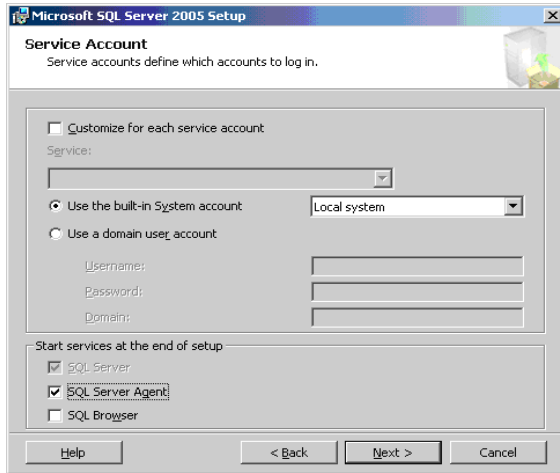 Microsoft SQL Server 2005 Setup
Service Account
Service accounts define which accounts to log in.
Customize for each service account
Service:
Use the built-in System account
Local system
Use a domain user account
Username:
Password:
Domain:
Start services at the end of setup
SQL Server
SQL Server Agent
SQL Browser
Help
< Back
Next >
Cancel